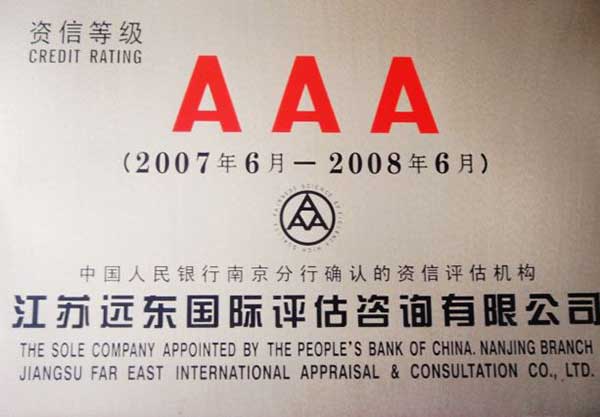 资信等级
CREDIT RATING
AAA
(2007年6月—2008年6月)
中国人民银行南京分行确认的资信评估机构
江苏远东国际评估咨询有限公司
THE SOLE COMPANY APPOINTED BY THE PEOPLE'S BANK OF CHINA. NANJING BRANCH
JIANGSU FAR EAST INTERNATIONAL APPRAISAL & CONSULTATION CO., LTD.